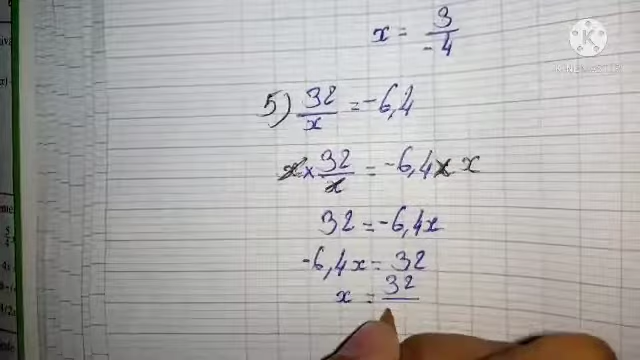 x = 3/-4
KINEMASTER
5) 32/x = -6,4
x × 32/x = -6,4 × x
32 = -6,4x
-6,4x = 32
x = 32/